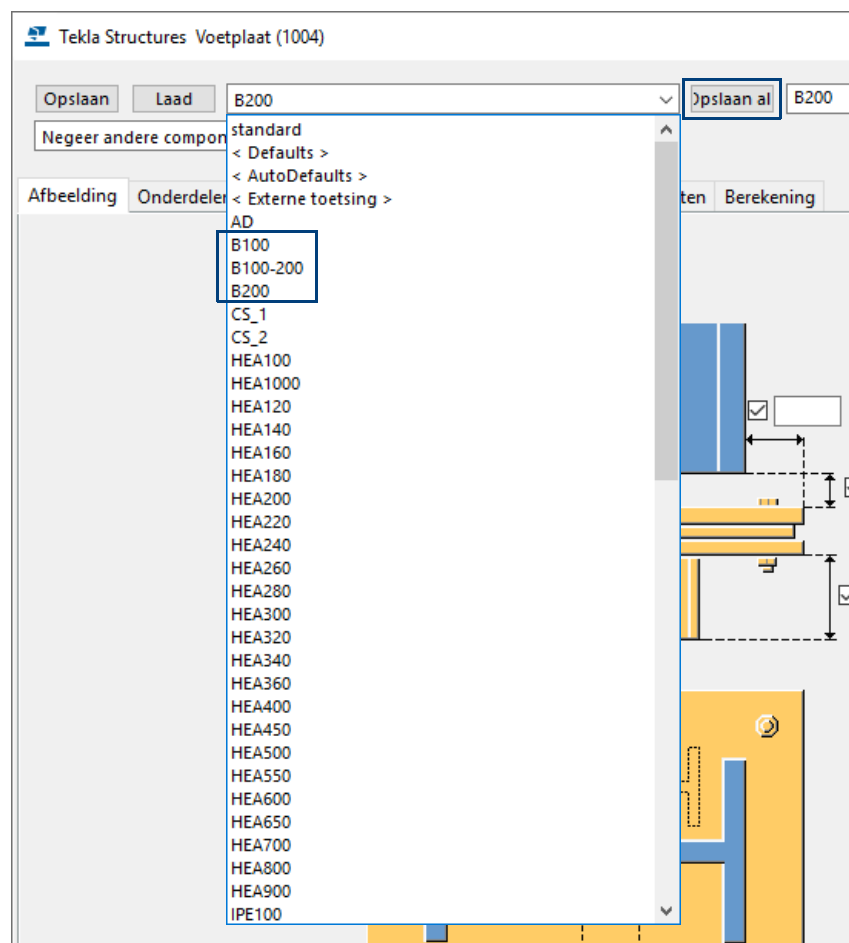 Tekla Structures Voetplaat (1004)
Opslaan Laad B200 Opslaan al B200
Negeer andere compon
Afbeelding Onderdeler ten Berekening
standard
< Defaults >
< AutoDefaults >
< Externe toetsing >
AD
B100
B100-200
B200
CS_1
CS_2
HEA100
HEA1000
HEA120
HEA140
HEA160
HEA180
HEA200
HEA220
HEA240
HEA260
HEA280
HEA300
HEA320
HEA340
HEA360
HEA400
HEA450
HEA500
HEA550
HEA600
HEA650
HEA700
HEA800
HEA900
IPE100